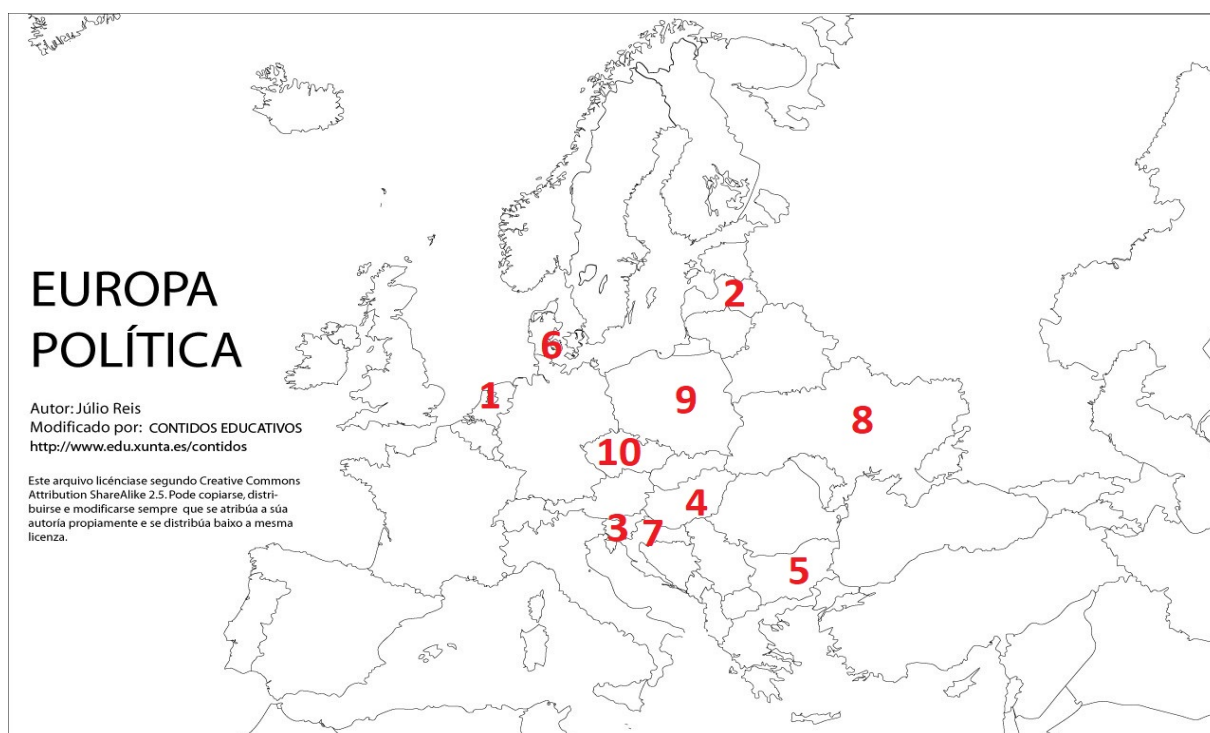 EUROPA
POLÍTICA
Autor: Júlio Reis
Modificado por: CONTIDOS EDUCATIVOS
http://www.edu.xunta.es/contidos
Este arquivo licénciase segundo Creative Commons
Attribution ShareAlike 2.5. Pode copiarse, distri-
buirse e modificarse sempre que se atribúa a súa
autoría propiamente e se distribúa baixo a mesma
licenza.
2
6
1
9
8
10
4
3
7
5